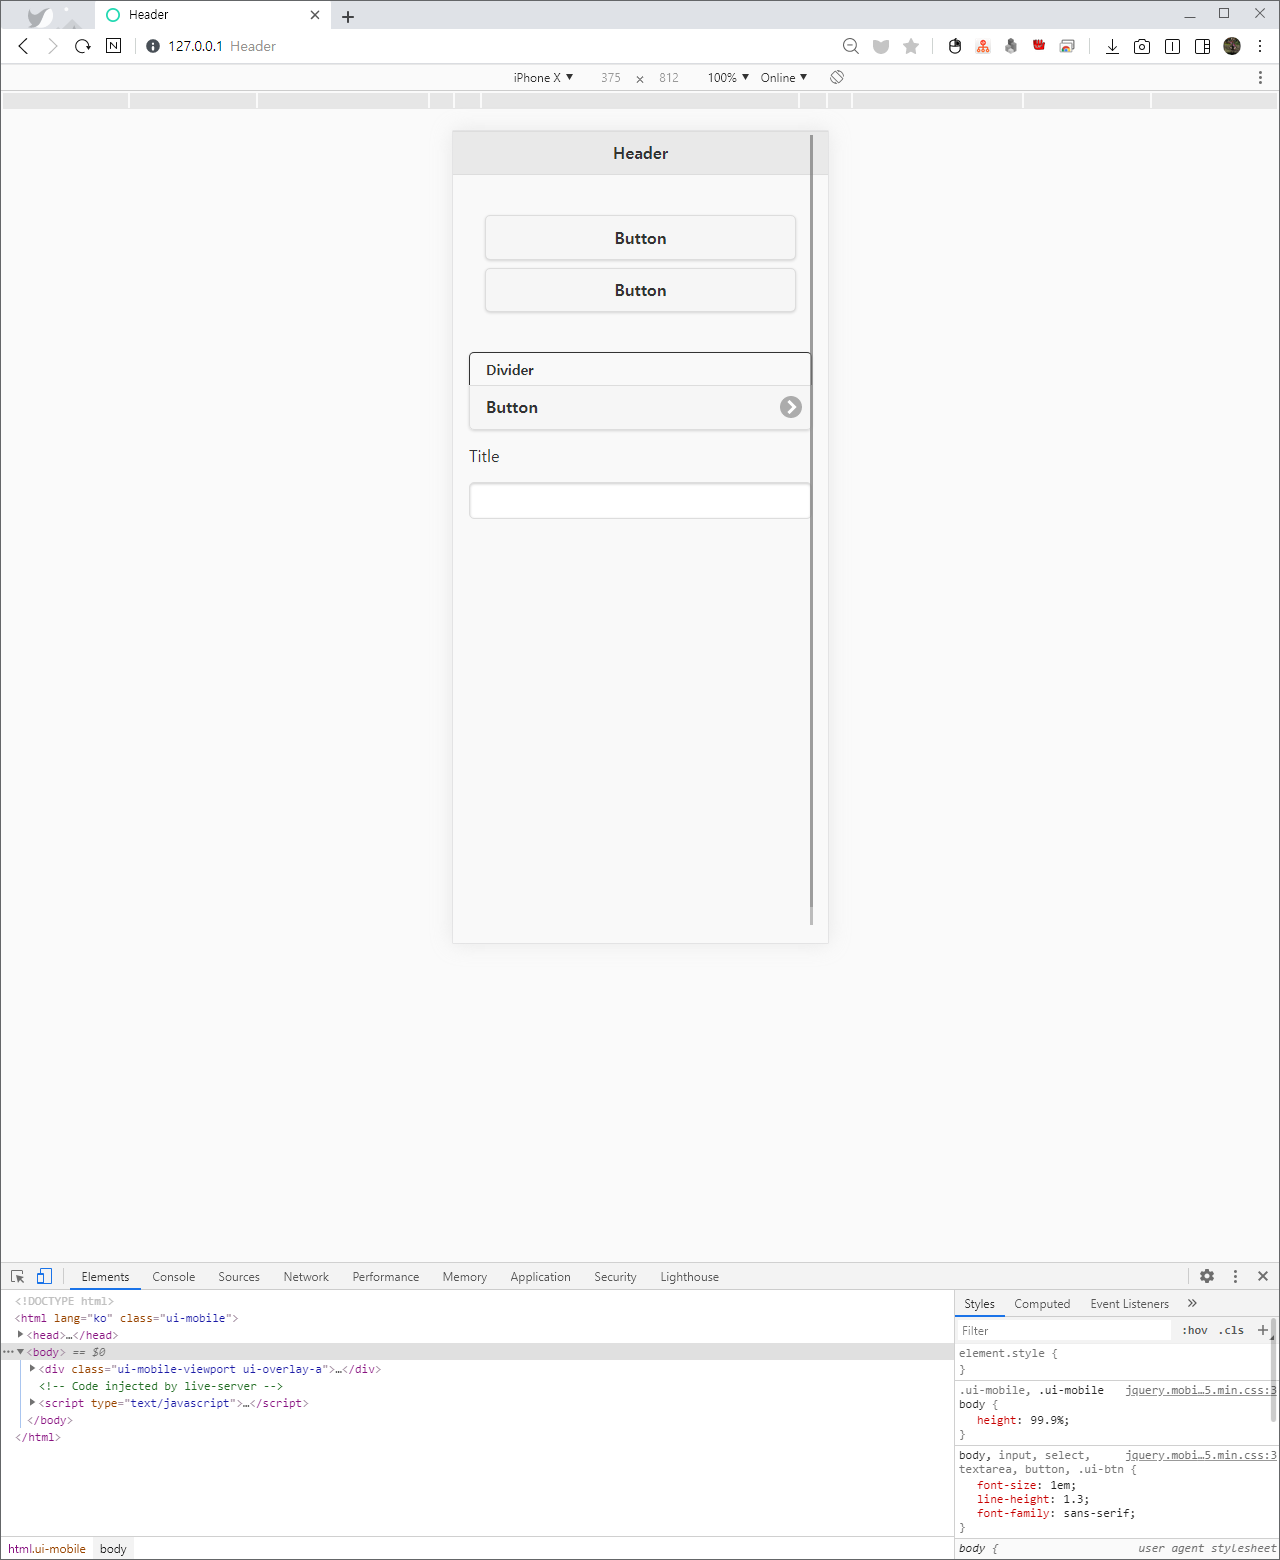 Header
127.0.0.1 Header
iPhone X ▼ 375 × 812 100% ▼ Online ▼
Header
Button
Button
Divider
Button
Title
Elements Console Sources Network Performance Memory Application Security Lighthouse
<!DOCTYPE html>
<html lang="ko" class="ui-mobile">
▶<head>…</head>
…▼<body> == $0
▶<div class="ui-mobile-viewport ui-overlay-a">…</div>
<!-- Code injected by live-server -->
▶<script type="text/javascript">…</script>
</body>
</html>
html.ui-mobile body
Styles Computed Event Listeners »
Filter :hov .cls +
element.style {
}
.ui-mobile, .ui-mobile jquery.mobi…5.min.css:3
body {
height: 99.9%;
}
body, input, select, jquery.mobi…5.min.css:3
textarea, button, .ui-btn {
font-size: 1em;
line-height: 1.3;
font-family: sans-serif;
}
body { user agent stylesheet